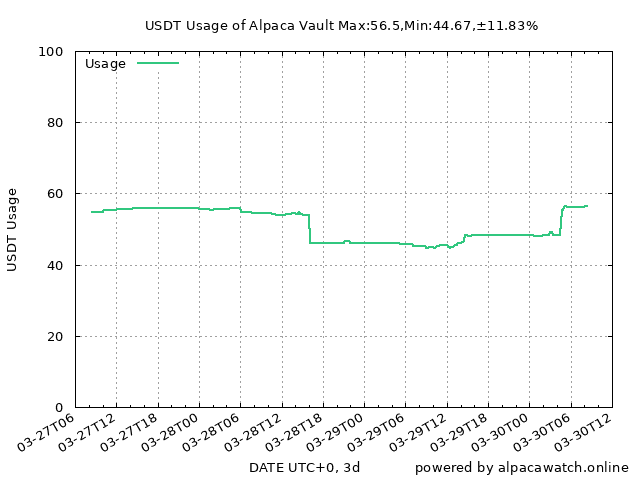 USDT Usage of Alpaca Vault Max:56.5,Min:44.67,±11.83%
Usage
100
80
60
40
20
0
USDT Usage
03-27T06
03-27T12
03-27T18
03-28T00
03-28T06
03-28T12
03-28T18
03-29T00
03-29T06
03-29T12
03-29T18
03-30T00
03-30T06
03-30T12
DATE UTC+0, 3d
powered by alpacawatch.online